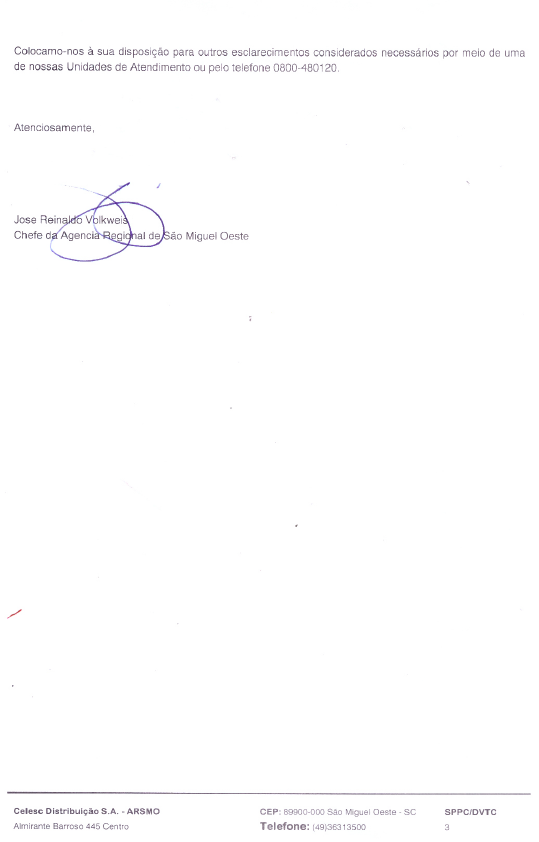 Colocamo-nos à sua disposição para outros esclarecimentos considerados necessários por meio de uma
de nossas Unidades de Atendimento ou pelo telefone 0800-480120.
Atenciosamente,
Jose Reinaldo Volkweis
Chefe da Agencia Regional de São Miguel Oeste
Celesc Distribuição S.A. - ARSMO CEP: 89900-000 São Miguel Oeste - SC SPPC/DVTC
Almirante Barroso 445 Centro Telefone: (49)36313500 3